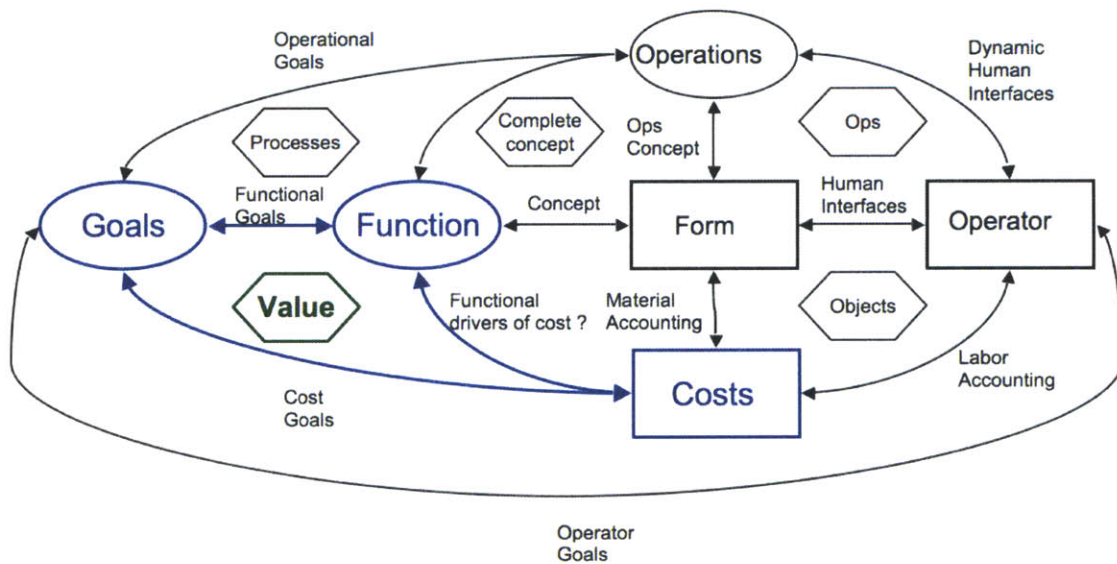 Operational
Goals
Operations
Dynamic
Human
Interfaces
Processes
Complete
concept
Ops
Concept
Ops
Goals
Functional
Goals
Function
Concept
Form
Human
Interfaces
Operator
Value
Functional
drivers of cost ?
Material
Accounting
Objects
Cost
Goals
Costs
Labor
Accounting
Operator
Goals